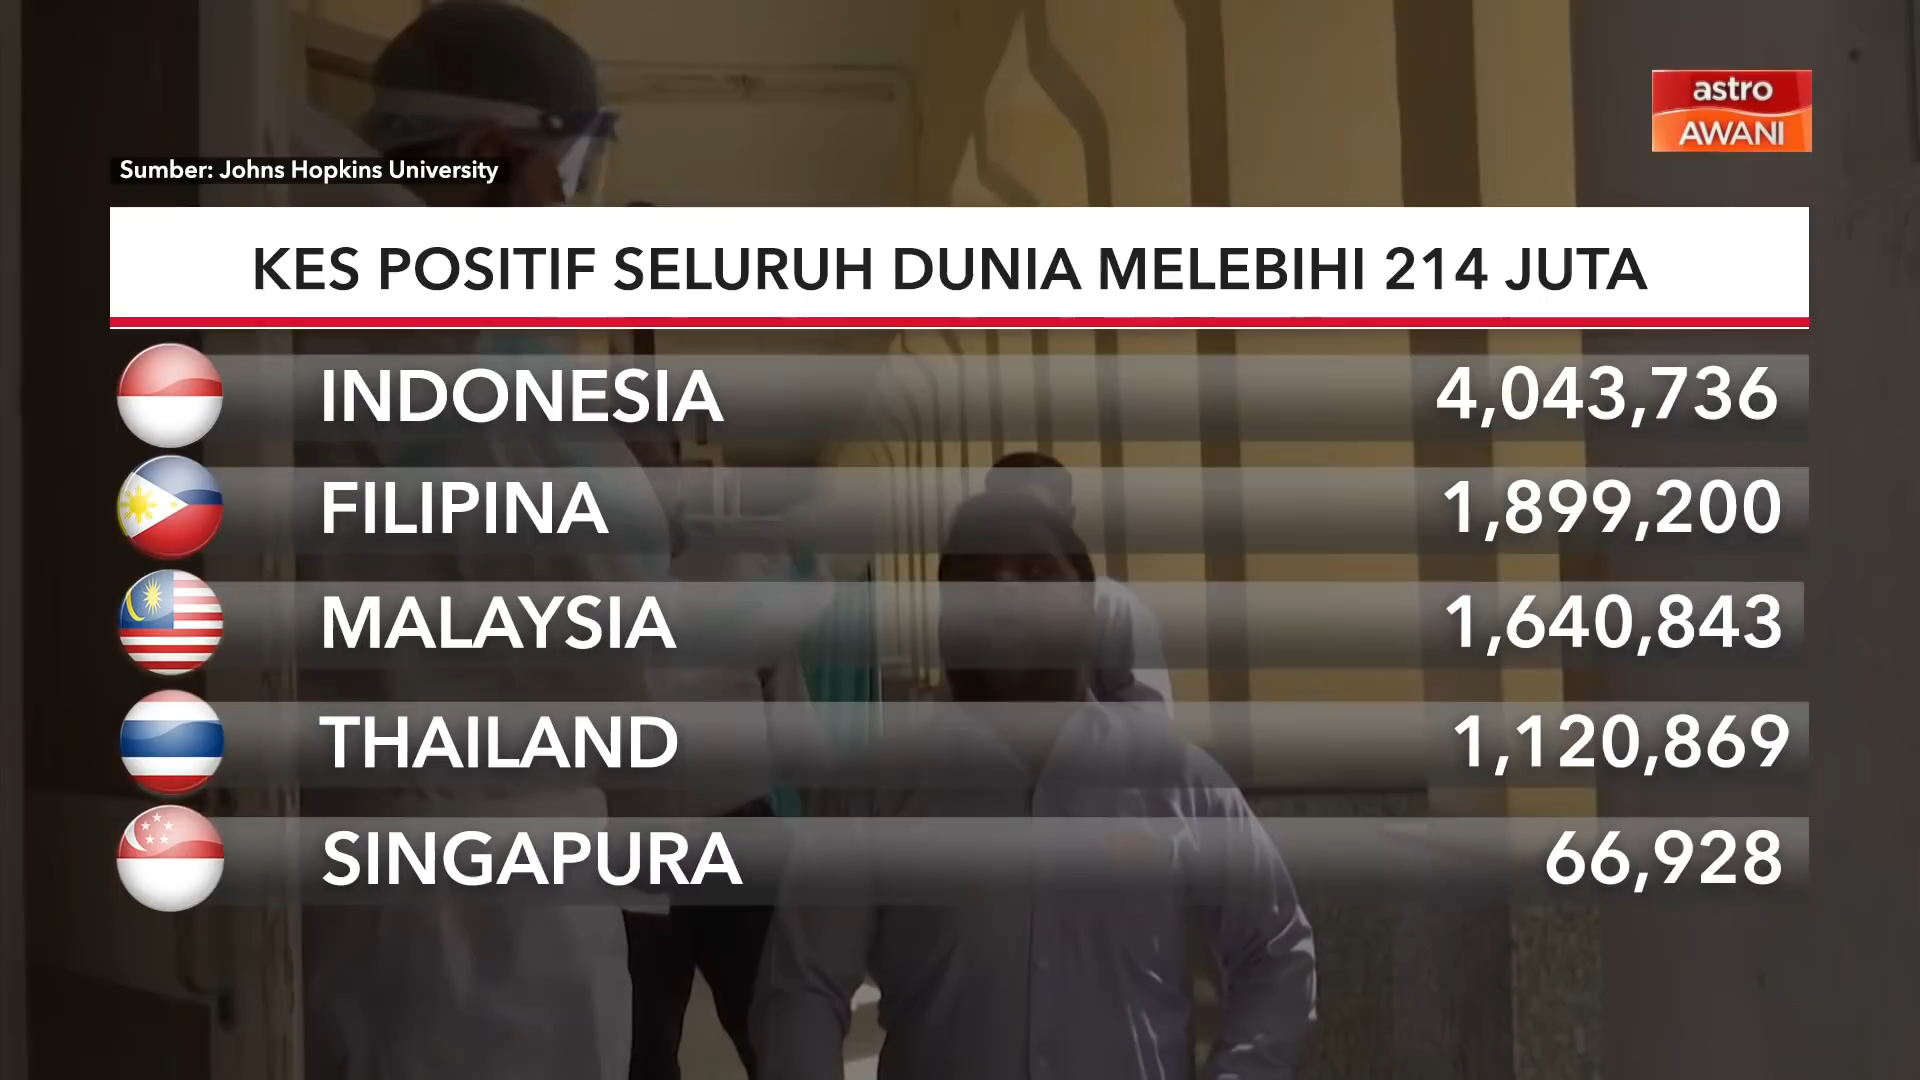 astro
AWANI
Sumber: Johns Hopkins University
KES POSITIF SELURUH DUNIA MELEBIHI 214 JUTA
INDONESIA 4,043,736
FILIPINA 1,899,200
MALAYSIA 1,640,843
THAILAND 1,120,869
SINGAPURA 66,928